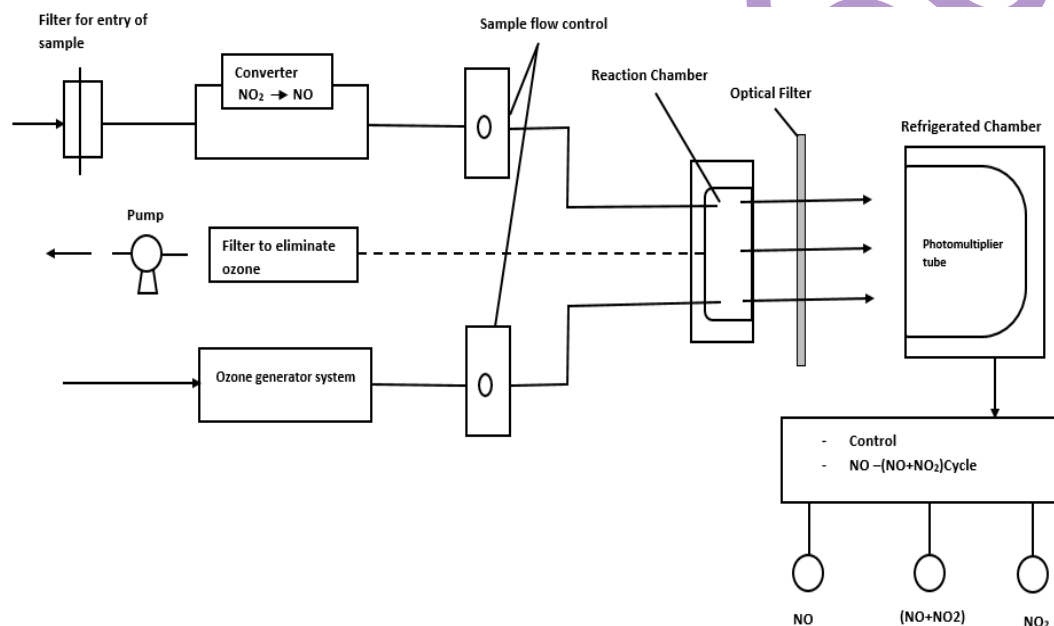 Filter for entry of
sample
Converter
NO₂ → NO
Sample flow control
Reaction Chamber
Optical Filter
Refrigerated Chamber
Photomultiplier
tube
Pump
Filter to eliminate
ozone
Ozone generator system
- Control
- NO –(NO+NO₂)Cycle
NO
(NO+NO2)
NO₂